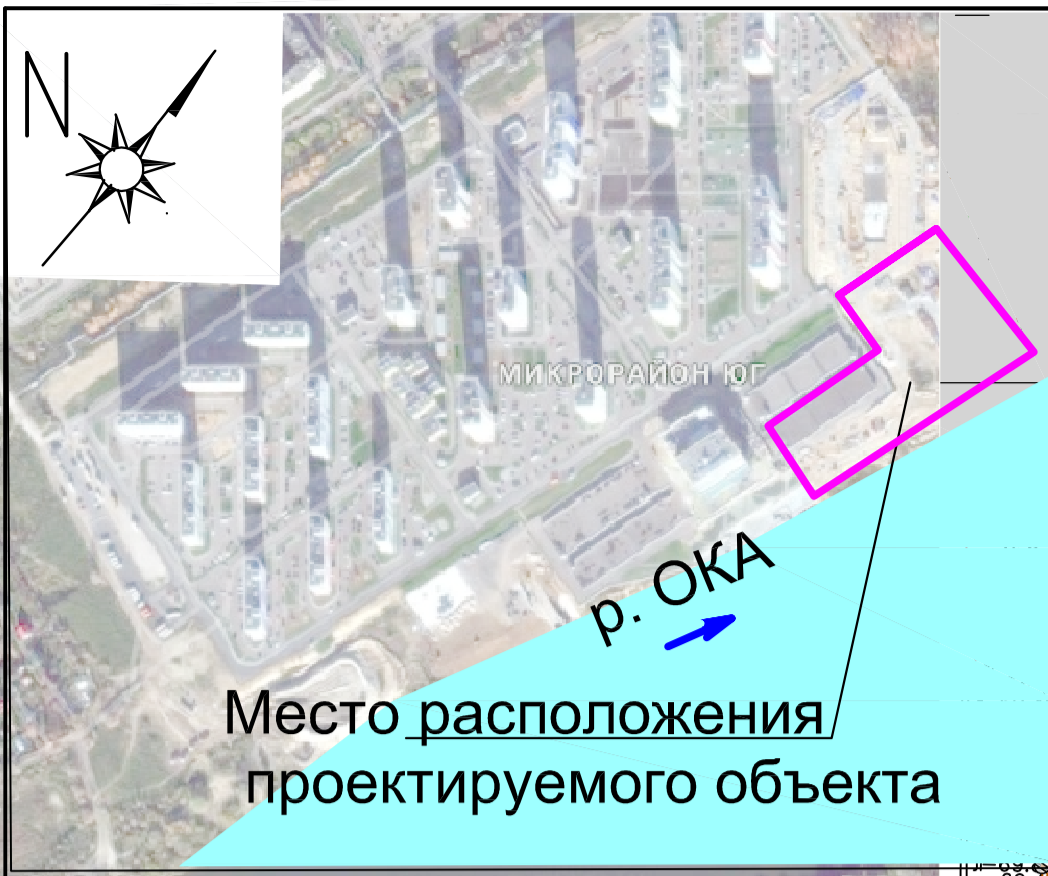 N
МИКРОРАЙОН ЮГ
р. ОКА
Место расположения
проектируемого объекта